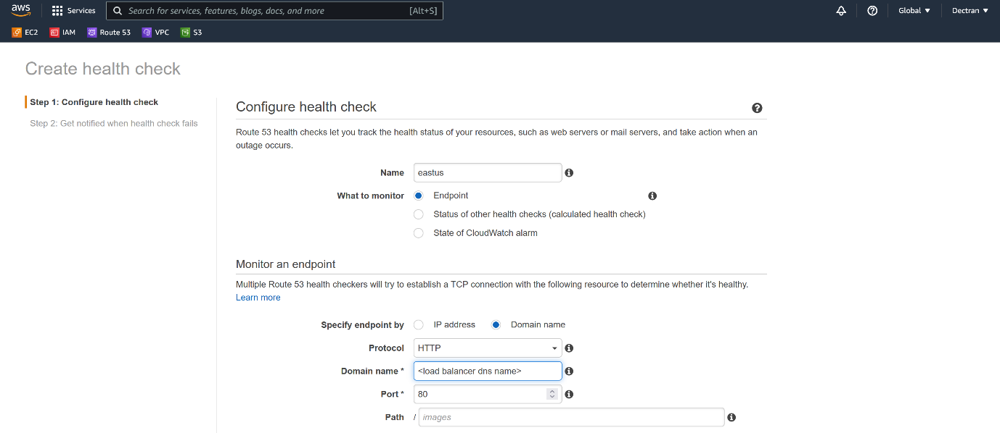 aws Services Search for services, features, blogs, docs, and more [Alt+S] Global Dectran
EC2 IAM Route 53 VPC S3
Create health check
Step 1: Configure health check
Step 2: Get notified when health check fails
Configure health check
Route 53 health checks let you track the health status of your resources, such as web servers or mail servers, and take action when an
outage occurs.
Name eastus
What to monitor Endpoint
Status of other health checks (calculated health check)
State of CloudWatch alarm
Monitor an endpoint
Multiple Route 53 health checkers will try to establish a TCP connection with the following resource to determine whether it's healthy.
Learn more
Specify endpoint by IP address Domain name
Protocol HTTP
Domain name * <load balancer dns name>
Port * 80
Path / images